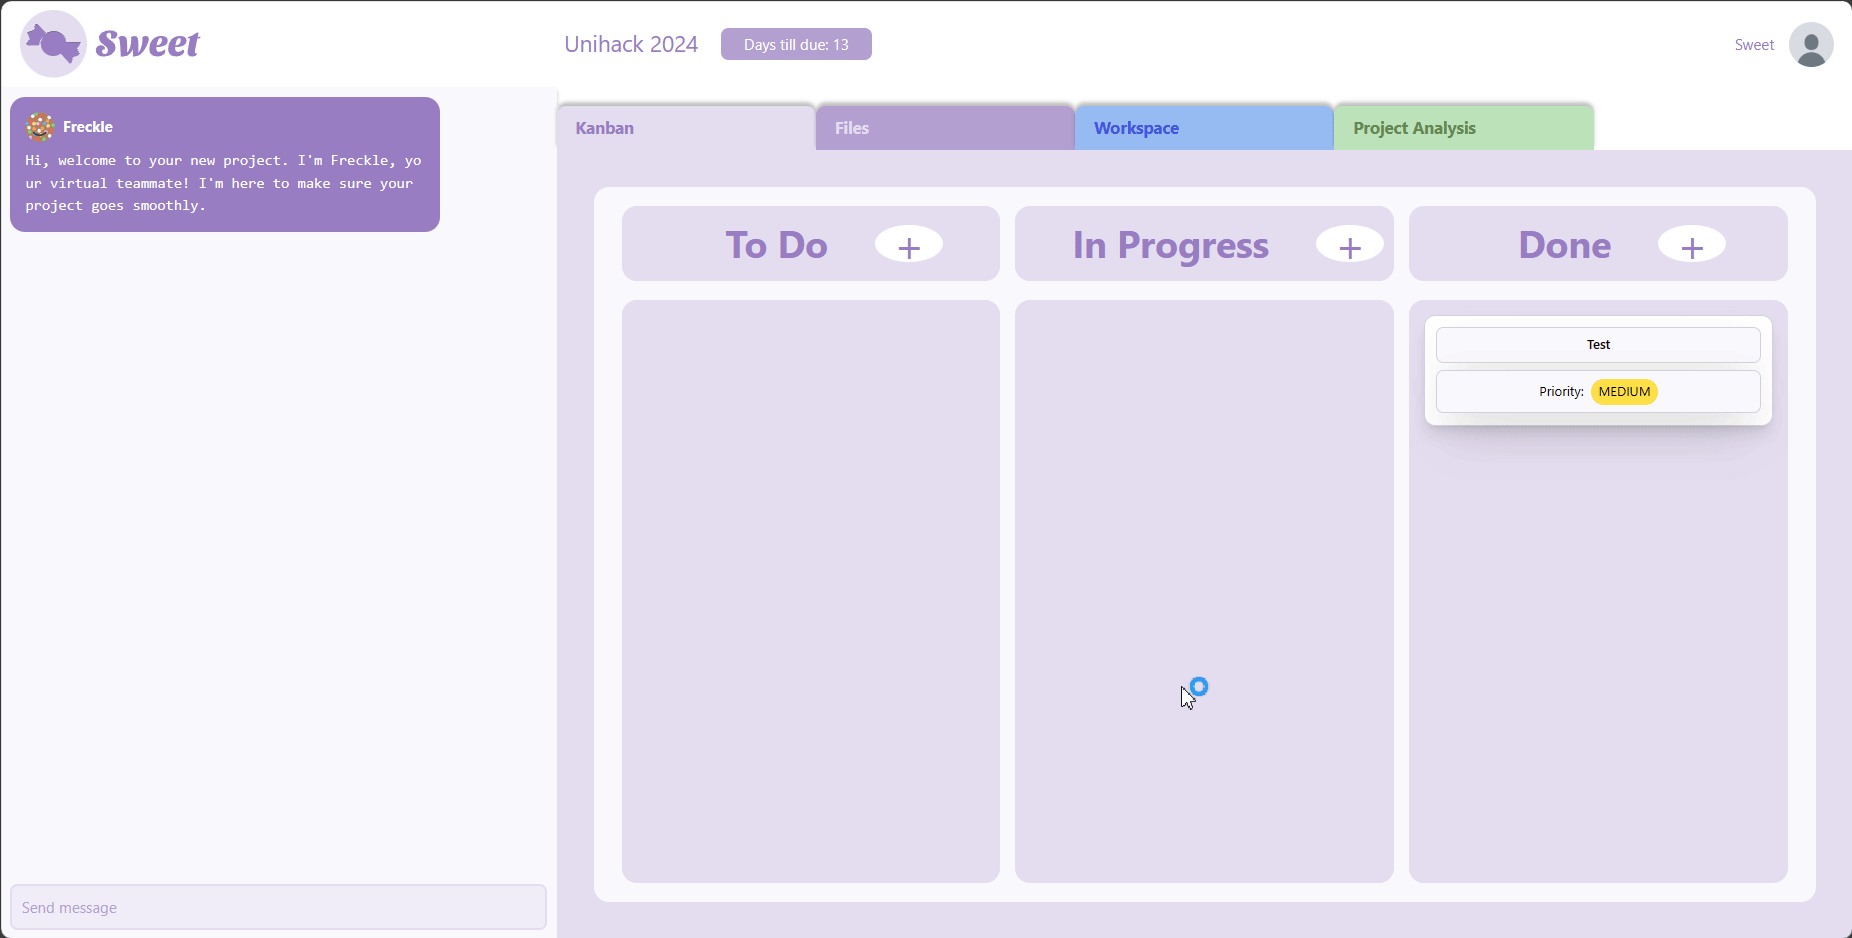 Sweet
Unihack 2024
Days till due: 13
Sweet
Freckle
Hi, welcome to your new project. I'm Freckle, yo
ur virtual teammate! I'm here to make sure your
project goes smoothly.
Send message
Kanban
Files
Workspace
Project Analysis
To Do +
In Progress +
Done +
Test
Priority: MEDIUM